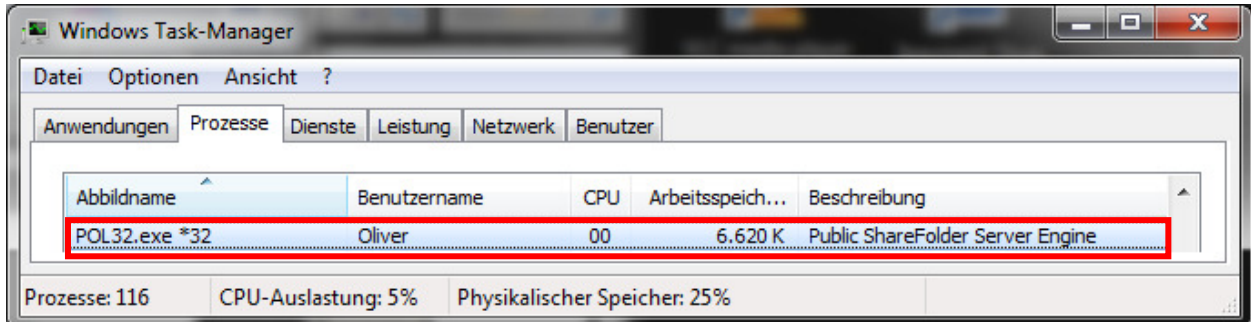 Windows Task-Manager
Datei Optionen Ansicht ?
Anwendungen Prozesse Dienste Leistung Netzwerk Benutzer
Abbildname Benutzername CPU Arbeitsspeich... Beschreibung
POL32.exe *32 Oliver 00 6.620 K Public ShareFolder Server Engine
Prozesse: 116 CPU-Auslastung: 5% Physikalischer Speicher: 25%